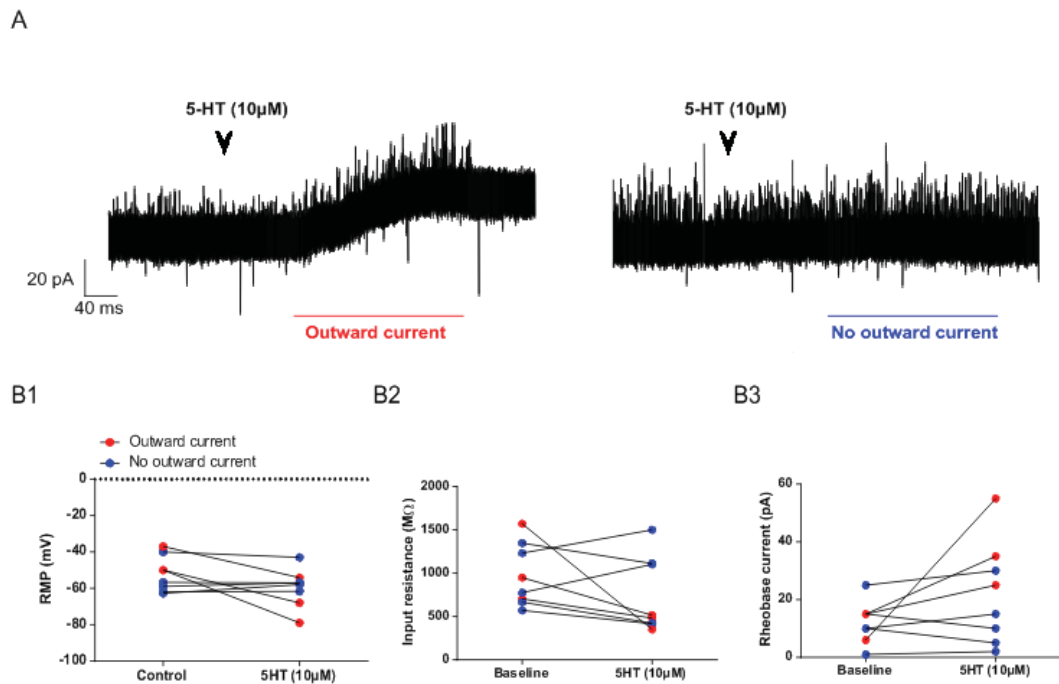 A
5-HT (10µM)
5-HT (10µM)
20 pA
40 ms
Outward current
No outward current
B1
B2
B3
Outward current
No outward current
RMP (mV)
0
-20
-40
-60
-80
-100
Control
5HT (10µM)
Input resistance (MΩ)
2000
1500
1000
500
0
Baseline
5HT (10µM)
Rheobase current (pA)
60
40
20
0
Baseline
5HT (10µM)